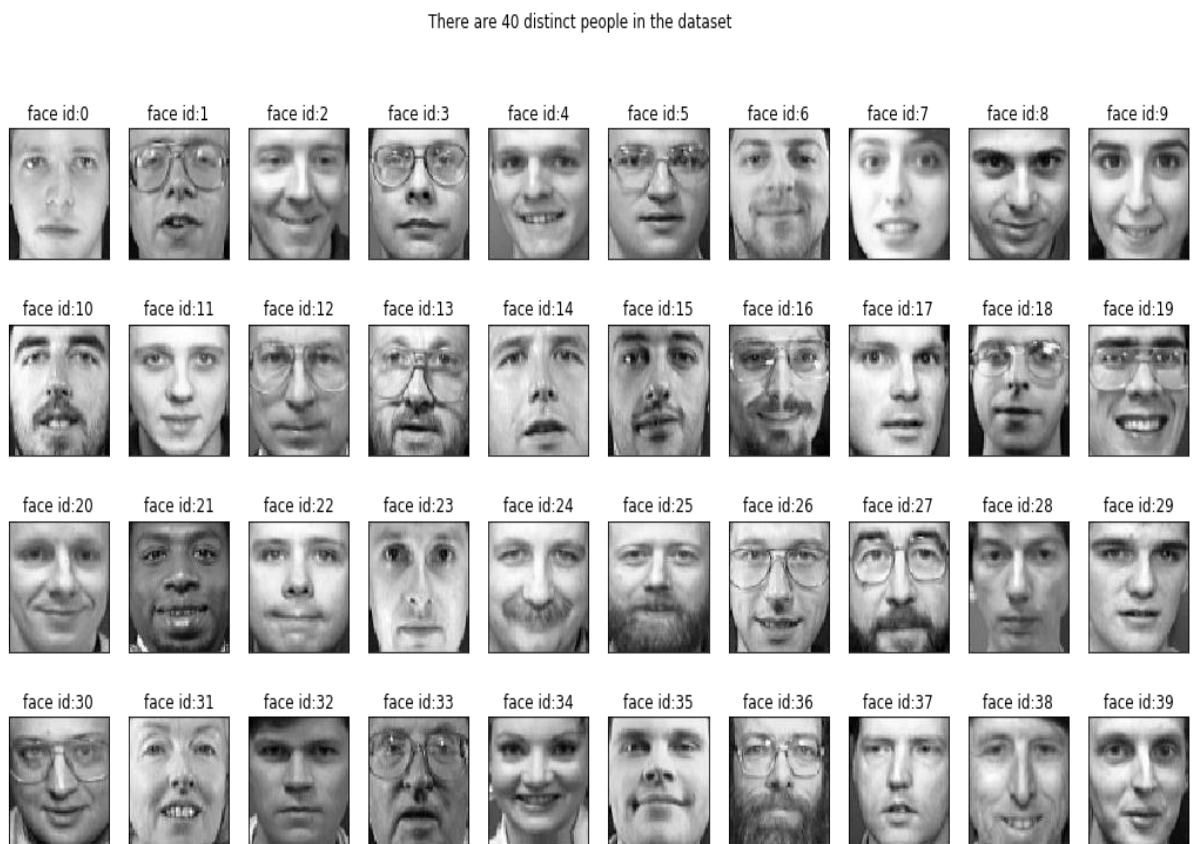 There are 40 distinct people in the dataset
face id:0 face id:1 face id:2 face id:3 face id:4 face id:5 face id:6 face id:7 face id:8 face id:9
face id:10 face id:11 face id:12 face id:13 face id:14 face id:15 face id:16 face id:17 face id:18 face id:19
face id:20 face id:21 face id:22 face id:23 face id:24 face id:25 face id:26 face id:27 face id:28 face id:29
face id:30 face id:31 face id:32 face id:33 face id:34 face id:35 face id:36 face id:37 face id:38 face id:39